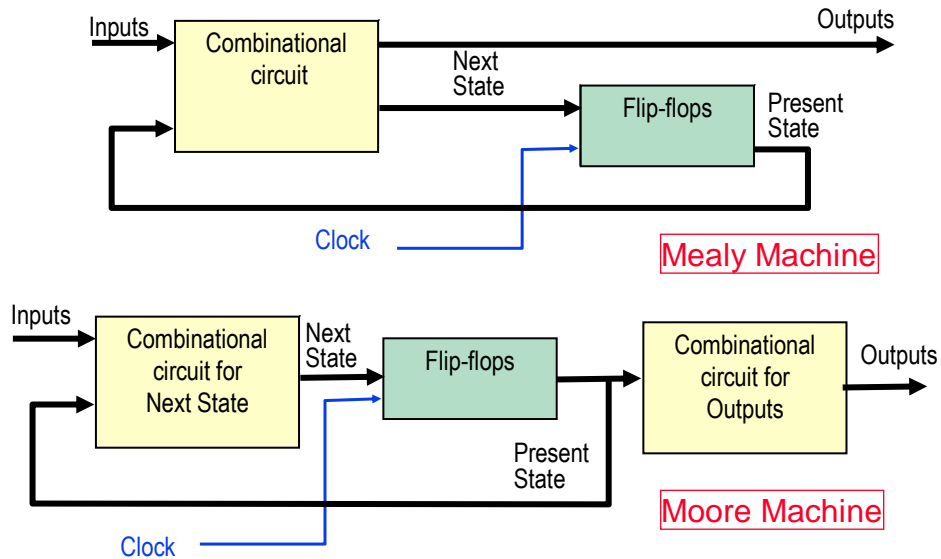 Inputs
Combinational
circuit
Outputs
Next
State
Flip-flops
Present
State
Clock
Mealy Machine
Inputs
Combinational
circuit for
Next State
Next
State
Flip-flops
Combinational
circuit for
Outputs
Outputs
Present
State
Clock
Moore Machine